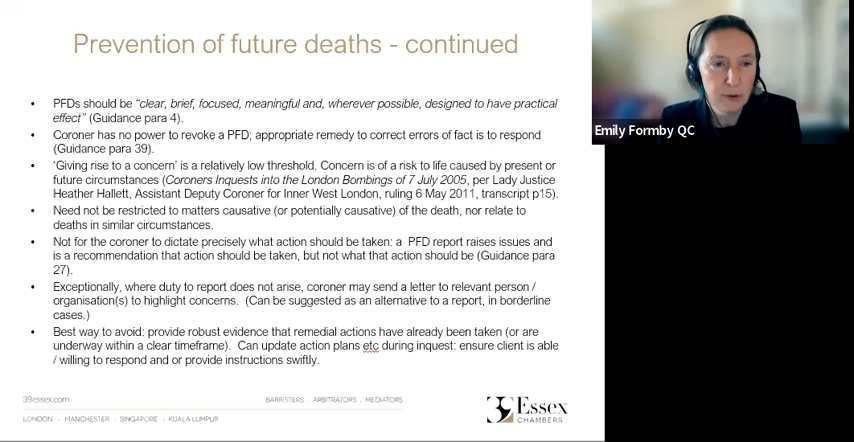 Prevention of future deaths - continued
• PFDs should be “clear, brief, focused, meaningful and, wherever possible, designed to have practical
effect” (Guidance para 4).
• Coroner has no power to revoke a PFD; appropriate remedy to correct errors of fact is to respond
(Guidance para 39).
• ‘Giving rise to a concern’ is a relatively low threshold. Concern is of a risk to life caused by present or
future circumstances (Coroners Inquests into the London Bombings of 7 July 2005, per Lady Justice
Heather Hallett, Assistant Deputy Coroner for Inner West London, ruling 6 May 2011, transcript p15).
• Need not be restricted to matters causative (or potentially causative) of the death, nor relate to
deaths in similar circumstances.
• Not for the coroner to dictate precisely what action should be taken: a PFD report raises issues and
is a recommendation that action should be taken, but not what that action should be (Guidance para
27).
• Exceptionally, where duty to report does not arise, coroner may send a letter to relevant person /
organisation(s) to highlight concerns. (Can be suggested as an alternative to a report, in borderline
cases.)
• Best way to avoid: provide robust evidence that remedial actions have already been taken (or are
underway within a clear timeframe). Can update action plans etc during inquest: ensure client is able
/ willing to respond and or provide instructions swiftly.
39essex.com
BARRISTERS . ARBITRATORS . MEDIATORS
LONDON . MANCHESTER . SINGAPORE . KUALA LUMPUR
39 Essex
CHAMBERS
Emily Formby QC